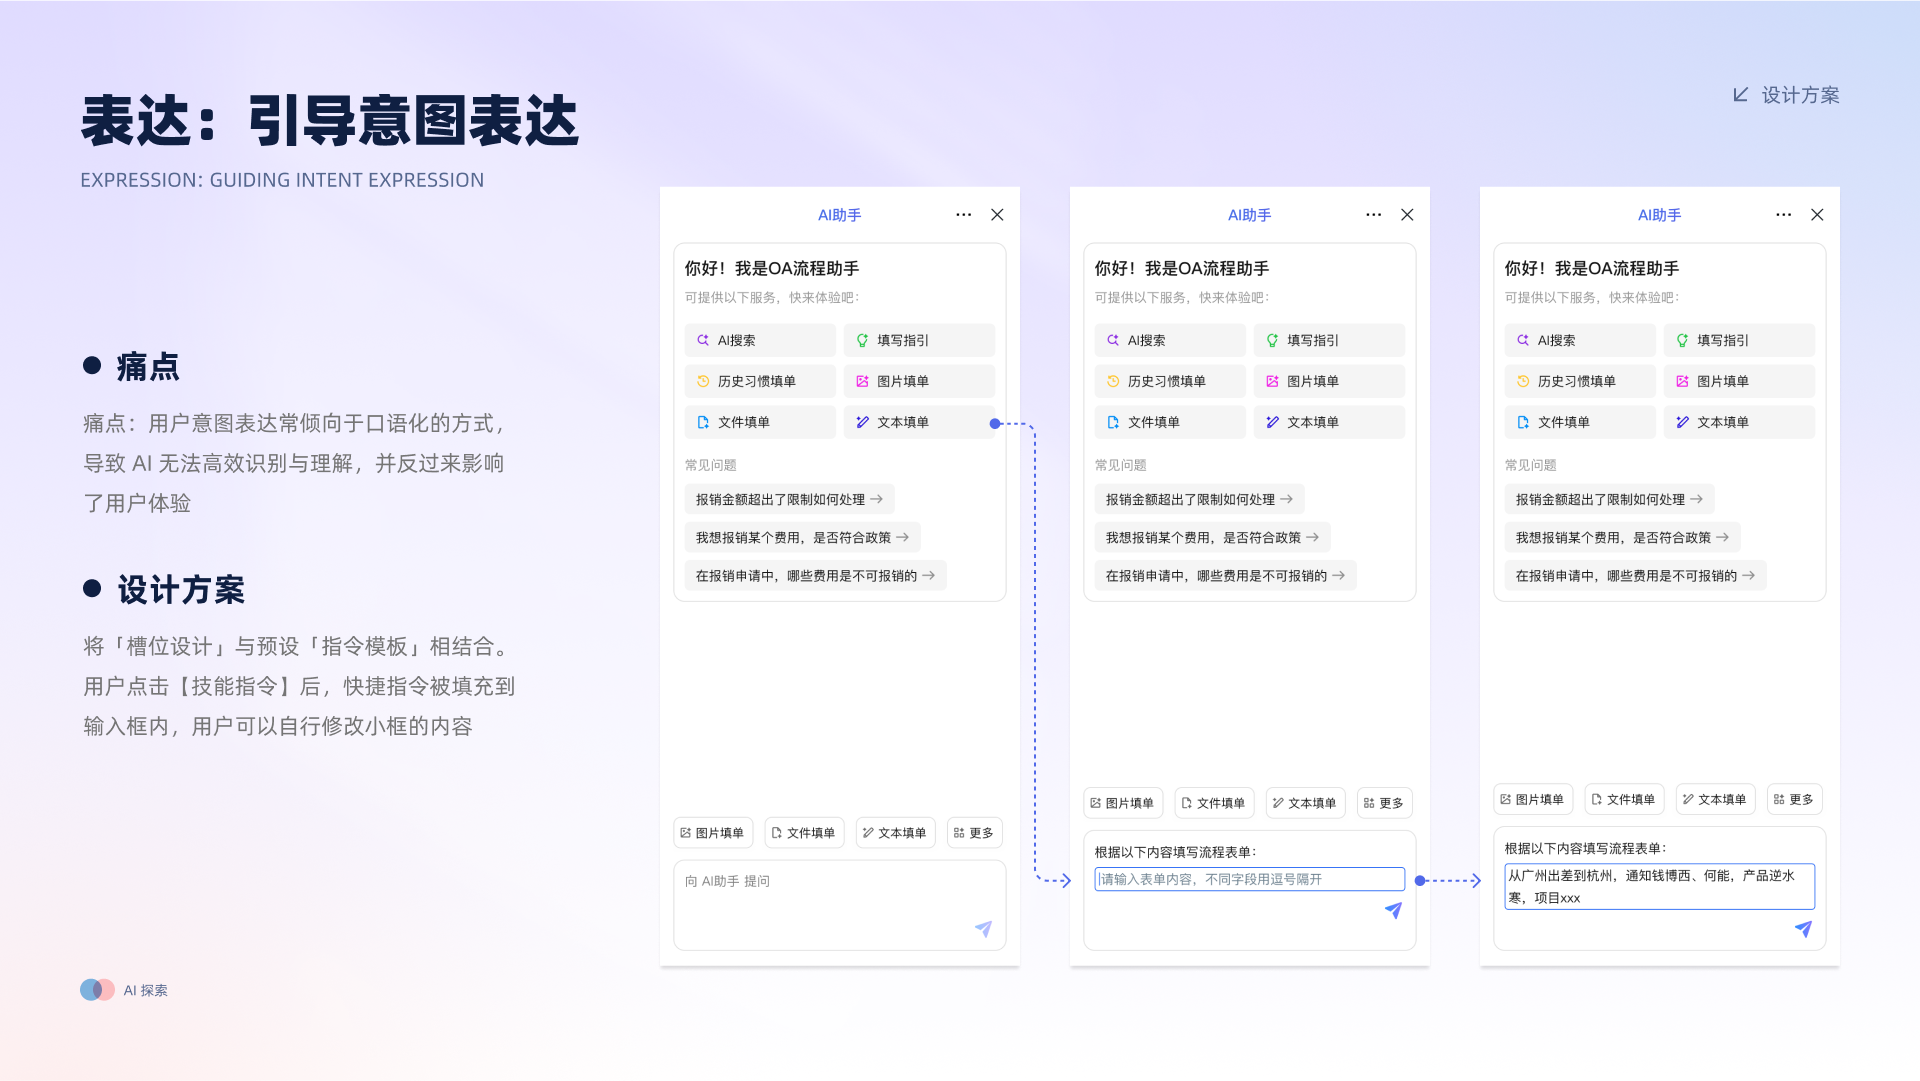 表达：引导意图表达
EXPRESSION: GUIDING INTENT EXPRESSION
设计方案
痛点
痛点：用户意图表达常倾向于口语化的方式，
导致 AI 无法高效识别与理解，并反过来影响
了用户体验
设计方案
将「槽位设计」与预设「指令模板」相结合。
用户点击【技能指令】后，快捷指令被填充到
输入框内，用户可以自行修改小框的内容
AI助手
你好！我是OA流程助手
可提供以下服务，快来体验吧：
AI搜索
填写指引
历史习惯填单
图片填单
文件填单
文本填单
常见问题
报销金额超出了限制如何处理
我想报销某个费用，是否符合政策
在报销申请中，哪些费用是不可报销的
图片填单
文件填单
文本填单
更多
向 AI助手 提问
AI助手
你好！我是OA流程助手
可提供以下服务，快来体验吧：
AI搜索
填写指引
历史习惯填单
图片填单
文件填单
文本填单
常见问题
报销金额超出了限制如何处理
我想报销某个费用，是否符合政策
在报销申请中，哪些费用是不可报销的
图片填单
文件填单
文本填单
更多
根据以下内容填写流程表单：
请输入表单内容，不同字段用逗号隔开
AI助手
你好！我是OA流程助手
可提供以下服务，快来体验吧：
AI搜索
填写指引
历史习惯填单
图片填单
文件填单
文本填单
常见问题
报销金额超出了限制如何处理
我想报销某个费用，是否符合政策
在报销申请中，哪些费用是不可报销的
图片填单
文件填单
文本填单
更多
根据以下内容填写流程表单：
从广州出差到杭州，通知钱博西、何能，产品逆水
寒，项目xxx
AI 探索